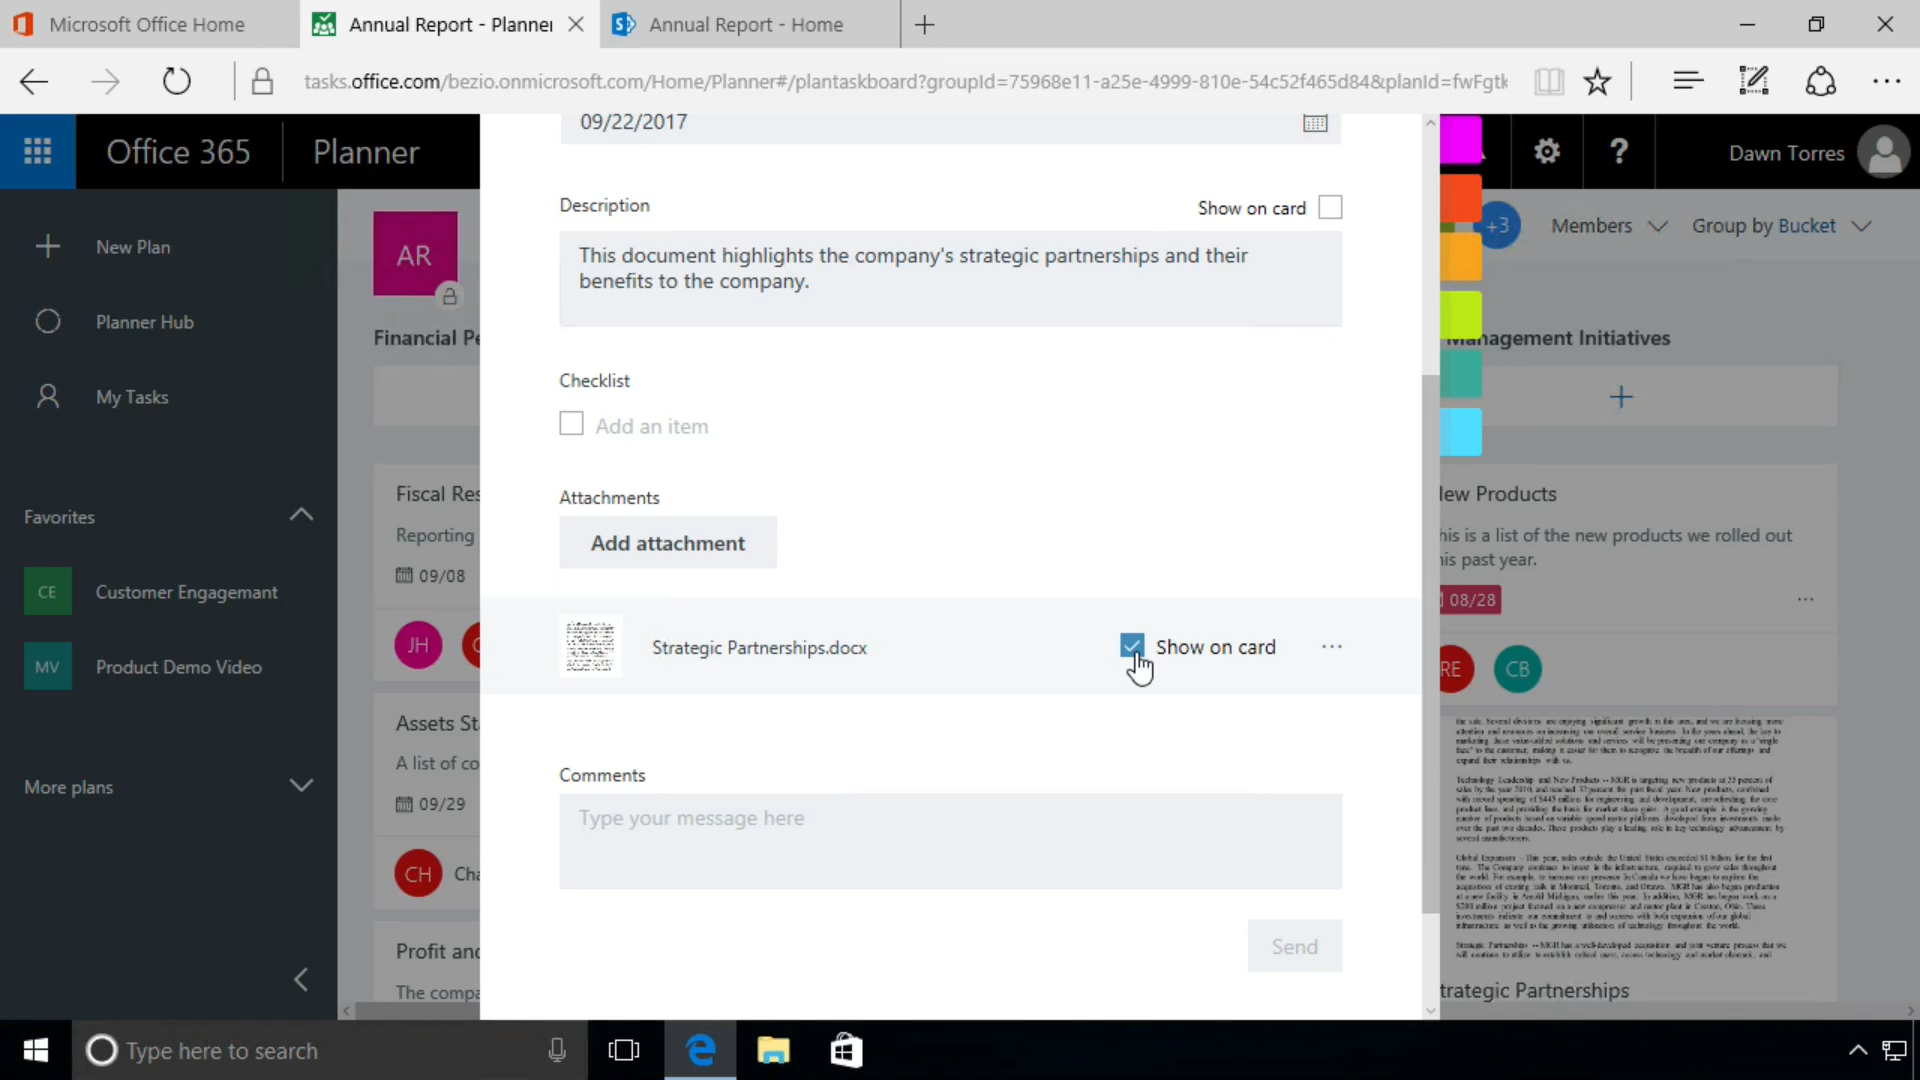 Microsoft Office Home
Annual Report - Planner
Annual Report - Home
tasks.office.com/bezio.onmicrosoft.com/Home/Planner#/plantaskboard?groupId=75968e11-a25e-4999-810e-54c52f465d84&planId=fwFgtk
Office 365
Planner
Dawn Torres
New Plan
Planner Hub
My Tasks
Favorites
CE
Customer Engagemant
MV
Product Demo Video
More plans
AR
Financial Pe
Fiscal Res
Reporting
09/08
JH
Assets St
A list of co
09/29
CH
Cha
Profit and
The compa
09/22/2017
Description
Show on card
This document highlights the company's strategic partnerships and their
benefits to the company.
Checklist
Add an item
Attachments
Add attachment
Strategic Partnerships.docx
Show on card
Comments
Type your message here
Send
+3
Members
Group by Bucket
Management Initiatives
New Products
his is a list of the new products we rolled out
his past year.
08/28
RE
CB
trategic Partnerships
Type here to search